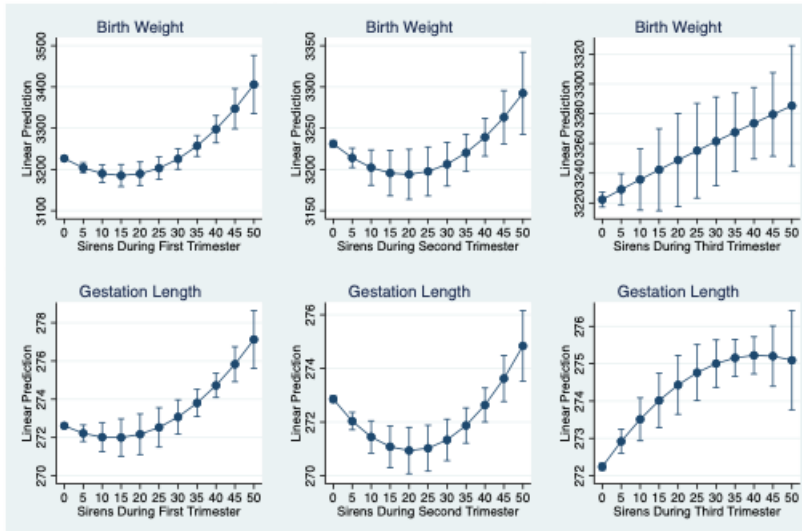 Birth Weight
Linear Prediction
3500
3400
3300
3200
3100
0 5 10 15 20 25 30 35 40 45 50
Sirens During First Trimester
Birth Weight
Linear Prediction
3350
3300
3250
3200
3150
0 5 10 15 20 25 30 35 40 45 50
Sirens During Second Trimester
Birth Weight
Linear Prediction
3320
3300
3280
3260
3240
3220
0 5 10 15 20 25 30 35 40 45 50
Sirens During Third Trimester
Gestation Length
Linear Prediction
278
276
274
272
270
0 5 10 15 20 25 30 35 40 45 50
Sirens During First Trimester
Gestation Length
Linear Prediction
276
274
272
270
0 5 10 15 20 25 30 35 40 45 50
Sirens During Second Trimester
Gestation Length
Linear Prediction
276
275
274
273
272
0 5 10 15 20 25 30 35 40 45 50
Sirens During Third Trimester